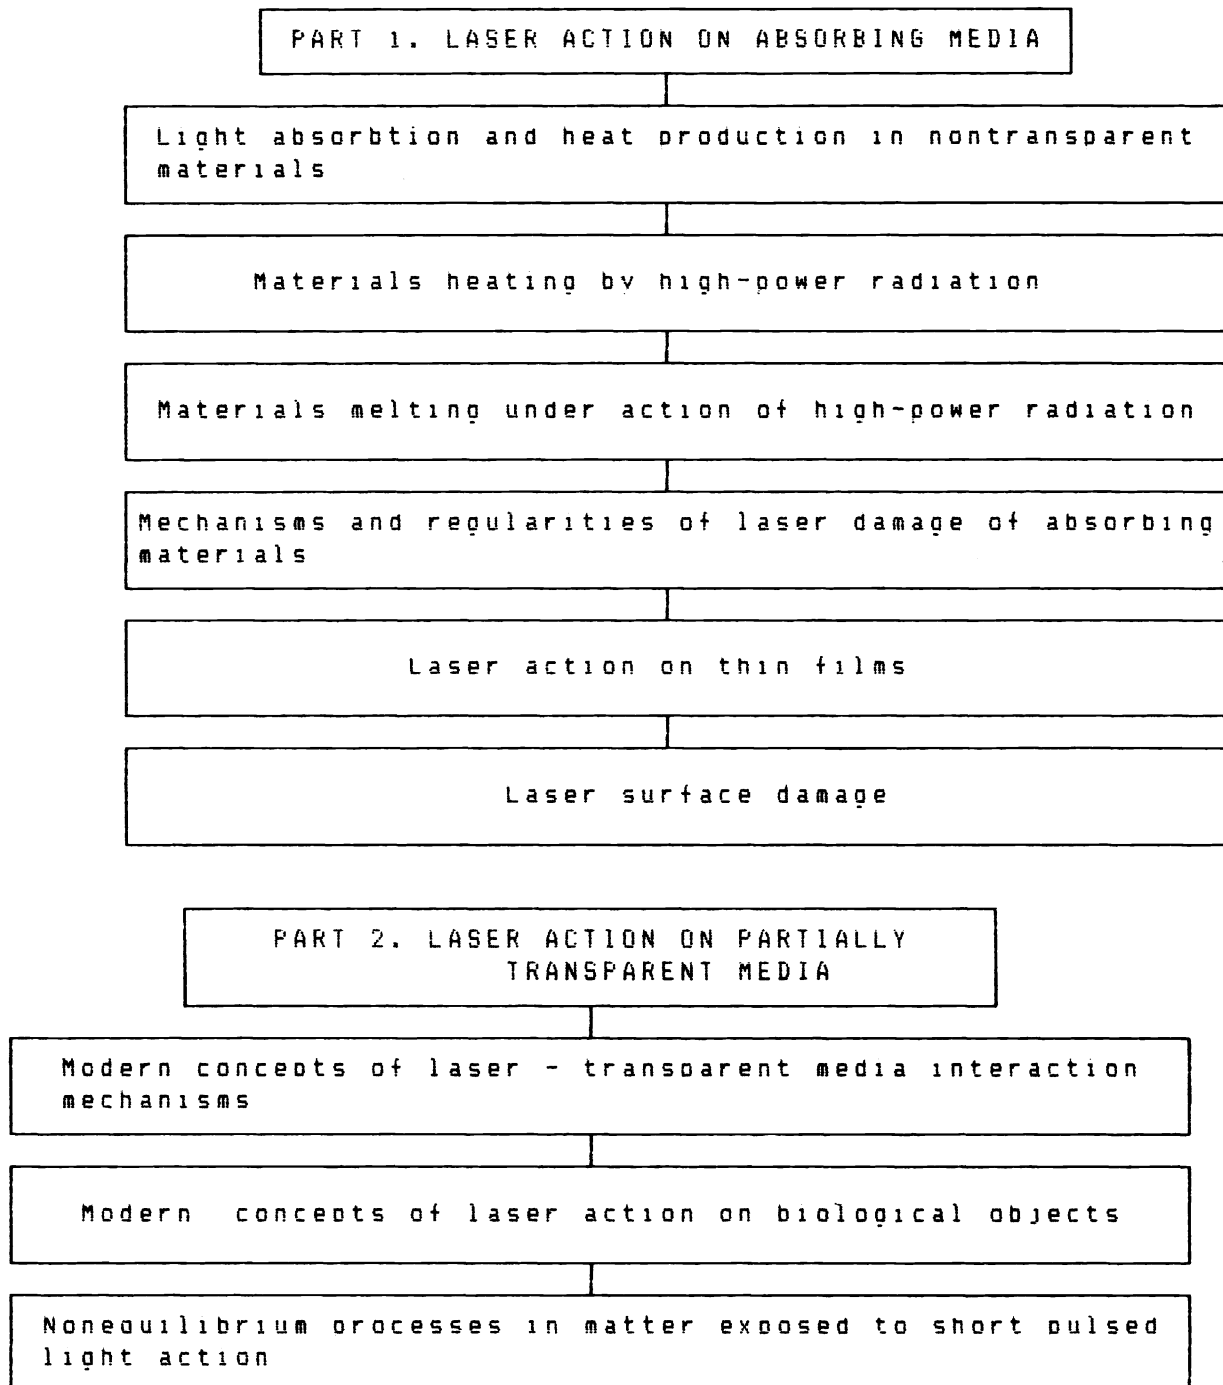 PART 1. LASER ACTION ON ABSORBING MEDIA
Light absorbtion and heat production in nontransparent
materials
Materials heating by high-power radiation
Materials melting under action of high-power radiation
Mechanisms and regularities of laser damage of absorbing
materials
Laser action on thin films
Laser surface damage
PART 2. LASER ACTION ON PARTIALLY
TRANSPARENT MEDIA
Modern concepts of laser - transparent media interaction
mechanisms
Modern concepts of laser action on biological objects
Nonequilibrium processes in matter exposed to short pulsed
light action